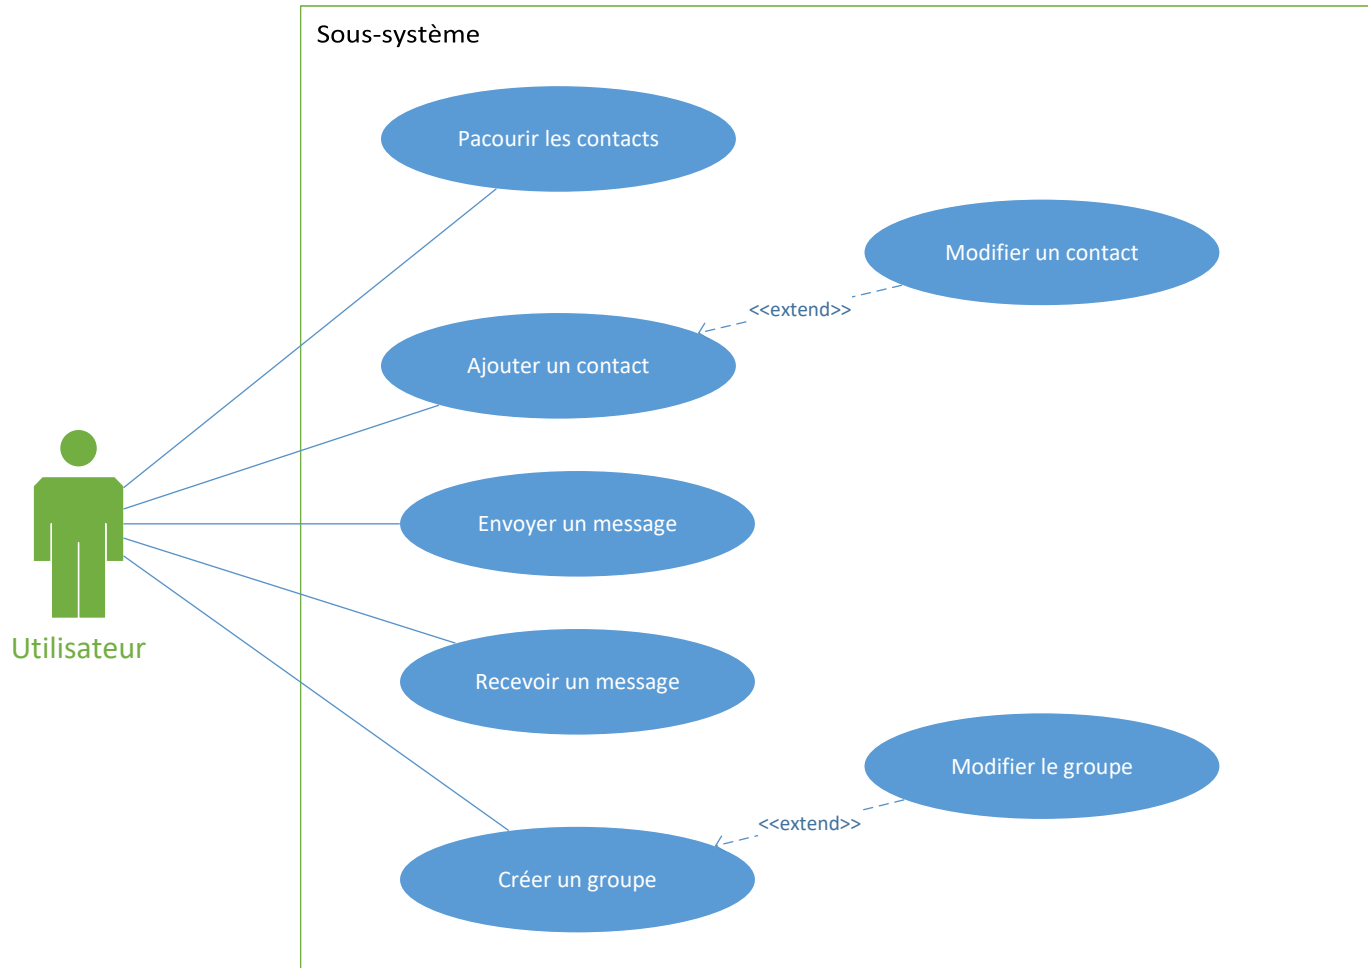 Sous-système
Pacourir les contacts
Modifier un contact
<<extend>>
Ajouter un contact
Envoyer un message
Utilisateur
Recevoir un message
Modifier le groupe
<<extend>>
Créer un groupe